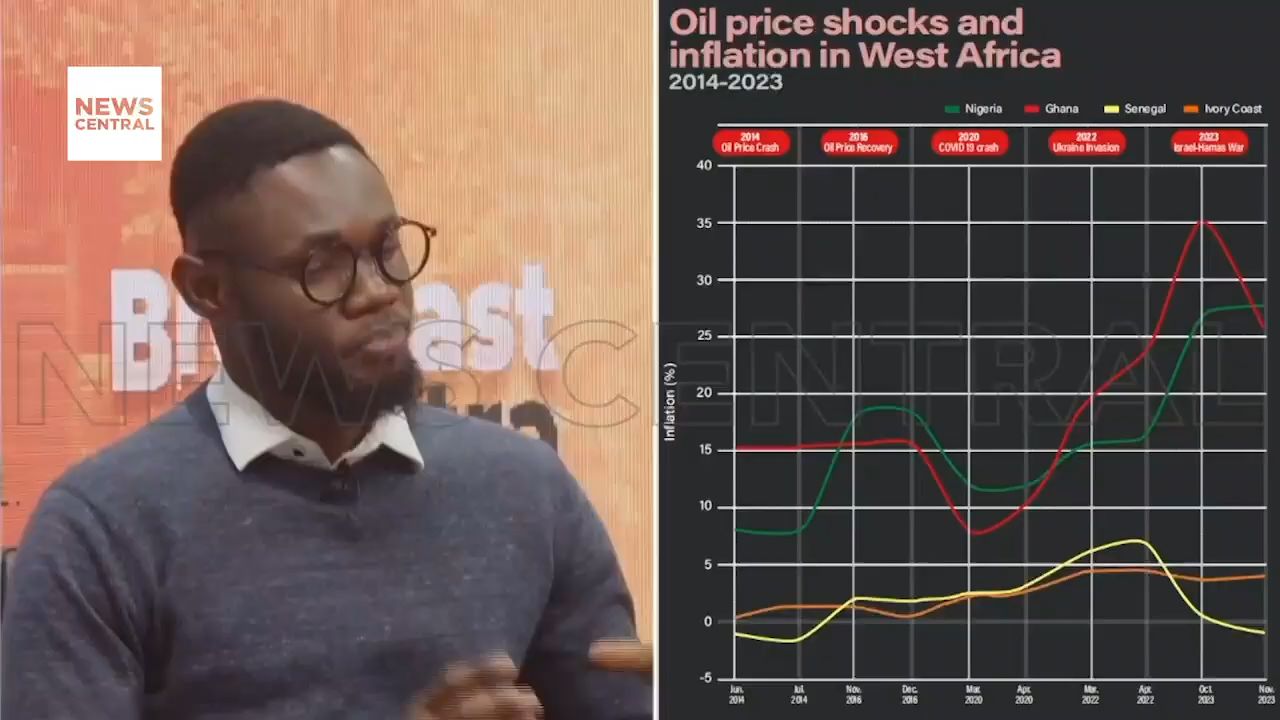 NEWS
CENTRAL
Oil price shocks and
inflation in West Africa
2014-2023
Nigeria
Ghana
Senegal
Ivory Coast
2014
Oil Price Crash
2016
Oil Price Recovery
2020
COVID 19 crash
2022
Ukraine Invasion
2023
Israel-Hamas War
40
35
30
25
20
15
10
5
0
-5
Inflation (%)
Jun.
2014
Jul.
2014
Nov.
2016
Dec.
2016
Mar.
2020
Apr.
2020
Mar.
2022
Apr.
2022
Oct.
2023
Nov.
2023
NEWS CENTRAL